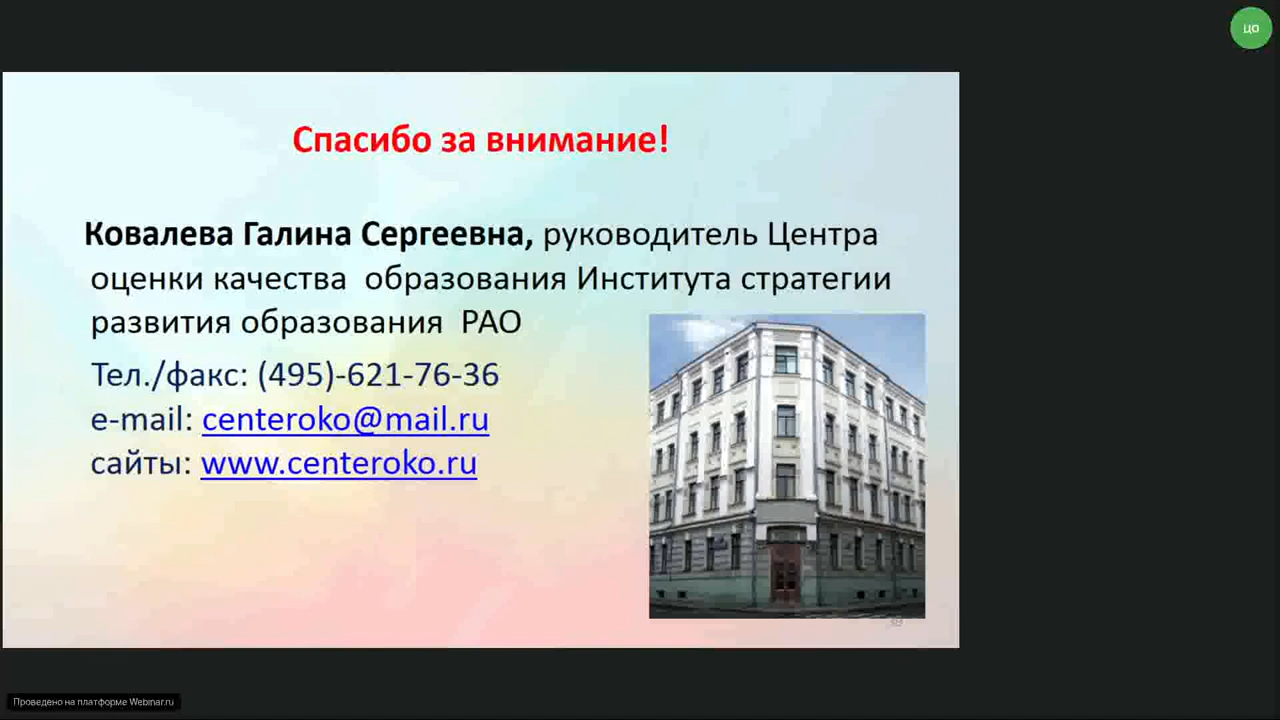 ЦО
Спасибо за внимание!
Ковалева Галина Сергеевна, руководитель Центра
оценки качества образования Института стратегии
развития образования РАО
Тел./факс: (495)-621-76-36
e-mail: centeroko@mail.ru
сайты: www.centeroko.ru
Проведено на платформе Webinar.ru